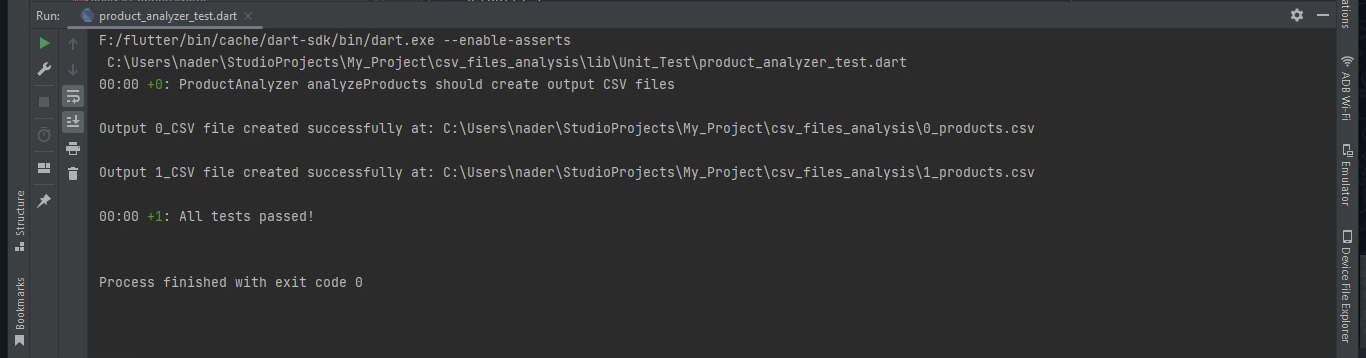 Run:
product_analyzer_test.dart
F:/flutter/bin/cache/dart-sdk/bin/dart.exe --enable-asserts
C:\Users\nader\StudioProjects\My_Project\csv_files_analysis\lib\Unit_Test\product_analyzer_test.dart
00:00 +0: ProductAnalyzer analyzeProducts should create output CSV files
Output 0_CSV file created successfully at: C:\Users\nader\StudioProjects\My_Project\csv_files_analysis\0_products.csv
Output 1_CSV file created successfully at: C:\Users\nader\StudioProjects\My_Project\csv_files_analysis\1_products.csv
00:00 +1: All tests passed!
Process finished with exit code 0
Structure
Bookmarks
ations
ADB Wi-Fi
Emulator
Device File Explorer